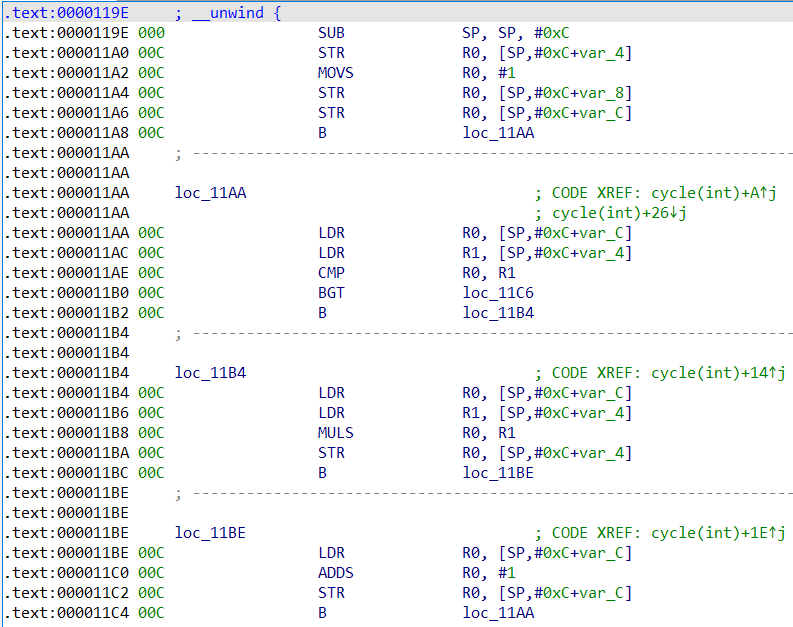 .text:0000119E ; __unwind {
.text:0000119E 000 SUB SP, SP, #0xC
.text:000011A0 00C STR R0, [SP,#0xC+var_4]
.text:000011A2 00C MOVS R0, #1
.text:000011A4 00C STR R0, [SP,#0xC+var_8]
.text:000011A6 00C STR R0, [SP,#0xC+var_C]
.text:000011A8 00C B loc_11AA
.text:000011AA ; ---------------------------------------------------------------------------
.text:000011AA
.text:000011AA loc_11AA ; CODE XREF: cycle(int)+A↑j
.text:000011AA ; cycle(int)+26↓j
.text:000011AA 00C LDR R0, [SP,#0xC+var_C]
.text:000011AC 00C LDR R1, [SP,#0xC+var_4]
.text:000011AE 00C CMP R0, R1
.text:000011B0 00C BGT loc_11C6
.text:000011B2 00C B loc_11B4
.text:000011B4 ; ---------------------------------------------------------------------------
.text:000011B4
.text:000011B4 loc_11B4 ; CODE XREF: cycle(int)+14↑j
.text:000011B4 00C LDR R0, [SP,#0xC+var_C]
.text:000011B6 00C LDR R1, [SP,#0xC+var_4]
.text:000011B8 00C MULS R0, R1
.text:000011BA 00C STR R0, [SP,#0xC+var_4]
.text:000011BC 00C B loc_11BE
.text:000011BE ; ---------------------------------------------------------------------------
.text:000011BE
.text:000011BE loc_11BE ; CODE XREF: cycle(int)+1E↑j
.text:000011BE 00C LDR R0, [SP,#0xC+var_C]
.text:000011C0 00C ADDS R0, #1
.text:000011C2 00C STR R0, [SP,#0xC+var_C]
.text:000011C4 00C B loc_11AA